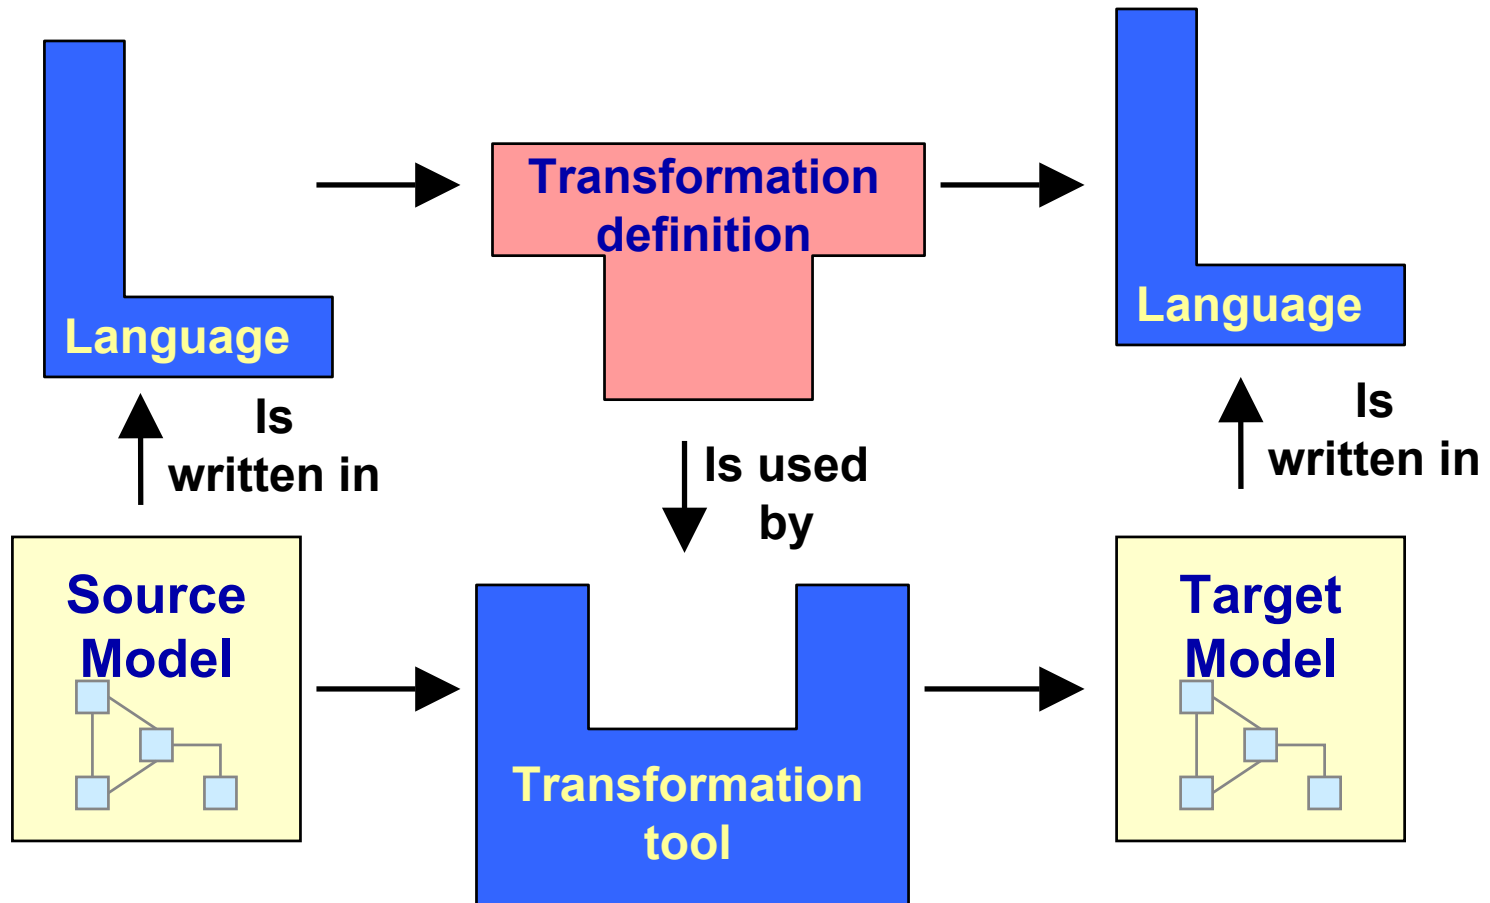 Transformation
definition
Language
Language
Is
written in
Is used
by
Is
written in
Source
Model
Transformation
tool
Target
Model